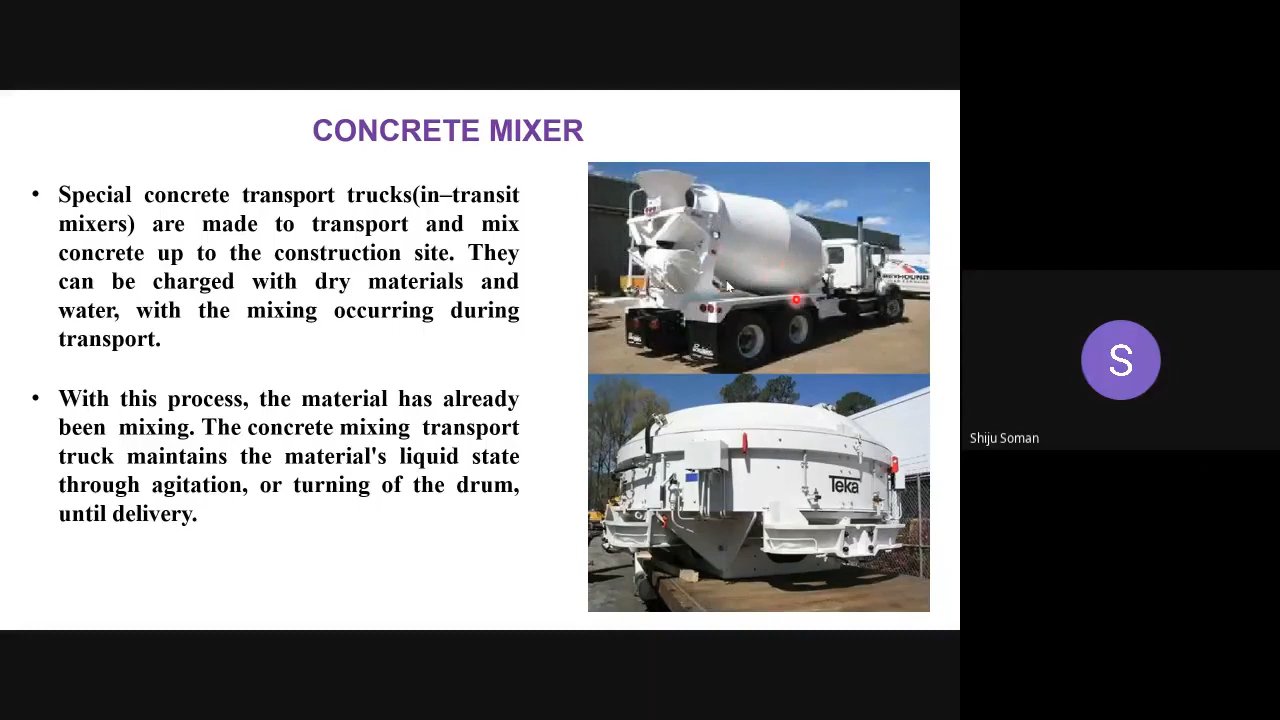 CONCRETE MIXER
• Special concrete transport trucks(in–transit
mixers) are made to transport and mix
concrete up to the construction site. They
can be charged with dry materials and
water, with the mixing occurring during
transport.
• With this process, the material has already
been mixing. The concrete mixing transport
truck maintains the material's liquid state
through agitation, or turning of the drum,
until delivery.
Teka
S
Shiju Soman